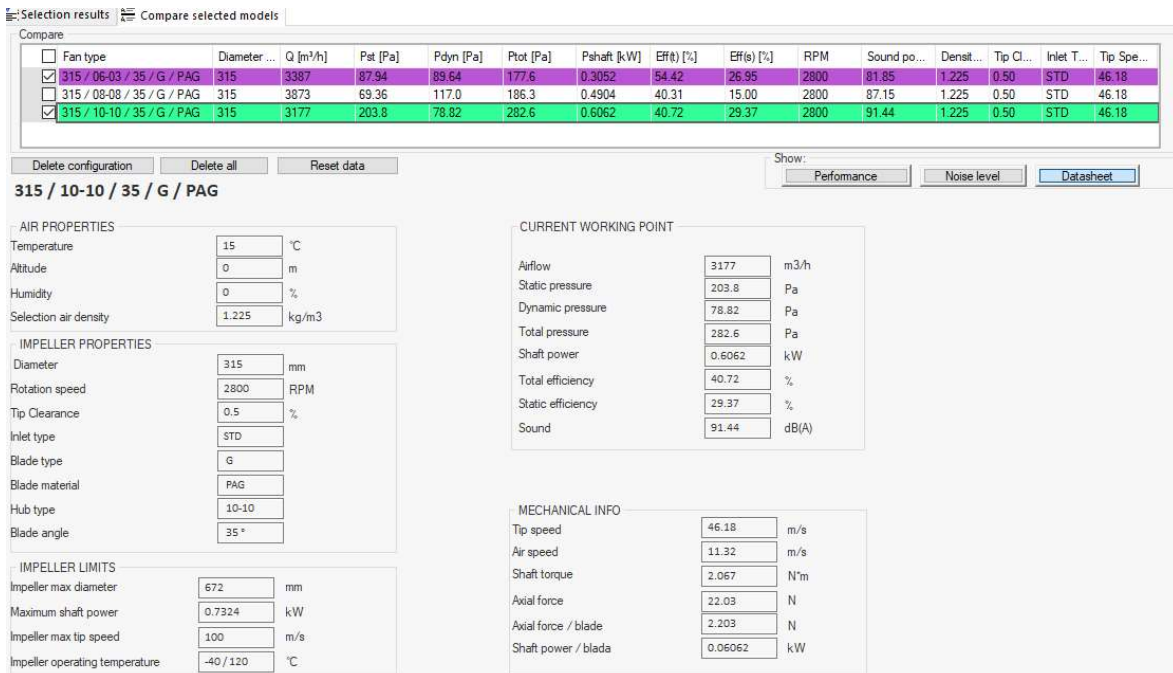 Selection results Compare selected models
Compare
Fan type Diameter ... Q [m³/h] Pst [Pa] Pdyn [Pa] Ptot [Pa] Pshaft [kW] Eff(t) [%] Eff(s) [%] RPM Sound po... Densit... Tip Cl... Inlet T... Tip Spe...
315 / 06-03 / 35 / G / PAG 315 3387 87.94 89.64 177.6 0.3052 54.42 26.95 2800 81.85 1.225 0.50 STD 46.18
315 / 08-08 / 35 / G / PAG 315 3873 69.36 117.0 186.3 0.4904 40.31 15.00 2800 87.15 1.225 0.50 STD 46.18
315 / 10-10 / 35 / G / PAG 315 3177 203.8 78.82 282.6 0.6062 40.72 29.37 2800 91.44 1.225 0.50 STD 46.18
Delete configuration Delete all Reset data
Show:
Performance Noise level Datasheet
315 / 10-10 / 35 / G / PAG
AIR PROPERTIES
Temperature 15 °C
Altitude 0 m
Humidity 0 %
Selection air density 1.225 kg/m3
IMPELLER PROPERTIES
Diameter 315 mm
Rotation speed 2800 RPM
Tip Clearance 0.5 %
Inlet type STD
Blade type G
Blade material PAG
Hub type 10-10
Blade angle 35 °
IMPELLER LIMITS
Impeller max diameter 672 mm
Maximum shaft power 0.7324 kW
Impeller max tip speed 100 m/s
Impeller operating temperature -40 / 120 °C
CURRENT WORKING POINT
Airflow 3177 m3/h
Static pressure 203.8 Pa
Dynamic pressure 78.82 Pa
Total pressure 282.6 Pa
Shaft power 0.6062 kW
Total efficiency 40.72 %
Static efficiency 29.37 %
Sound 91.44 dB(A)
MECHANICAL INFO
Tip speed 46.18 m/s
Air speed 11.32 m/s
Shaft torque 2.067 N*m
Axial force 22.03 N
Axial force / blade 2.203 N
Shaft power / blada 0.06062 kW